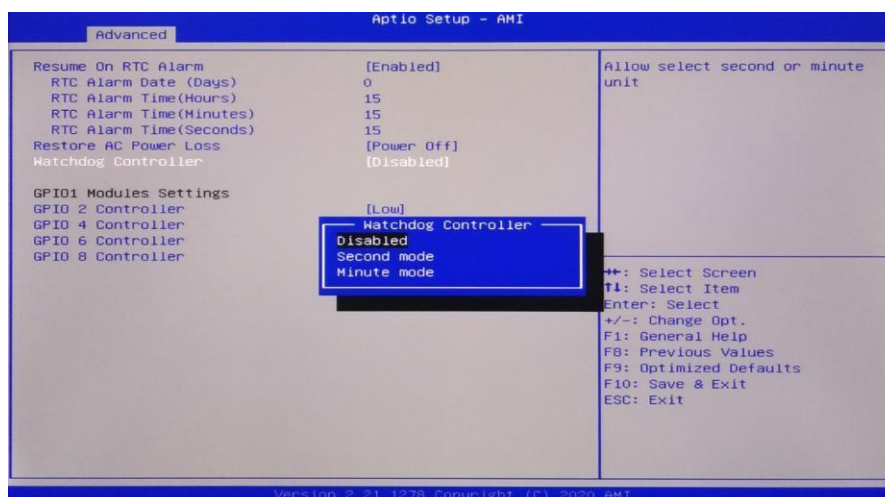 Aptio Setup - AMI
Advanced
Resume On RTC Alarm [Enabled]
RTC Alarm Date (Days) 0
RTC Alarm Time(Hours) 15
RTC Alarm Time(Minutes) 15
RTC Alarm Time(Seconds) 15
Restore AC Power Loss [Power Off]
Watchdog Controller [Disabled]
GPIO1 Modules Settings
GPIO 2 Controller [Low]
GPIO 4 Controller
GPIO 6 Controller
GPIO 8 Controller
Watchdog Controller
Disabled
Second mode
Minute mode
Allow select second or minute
unit
→←: Select Screen
↑↓: Select Item
Enter: Select
+/-: Change Opt.
F1: General Help
F8: Previous Values
F9: Optimized Defaults
F10: Save & Exit
ESC: Exit
Version 2.21.1278 Copyright (C) 2020 AMI